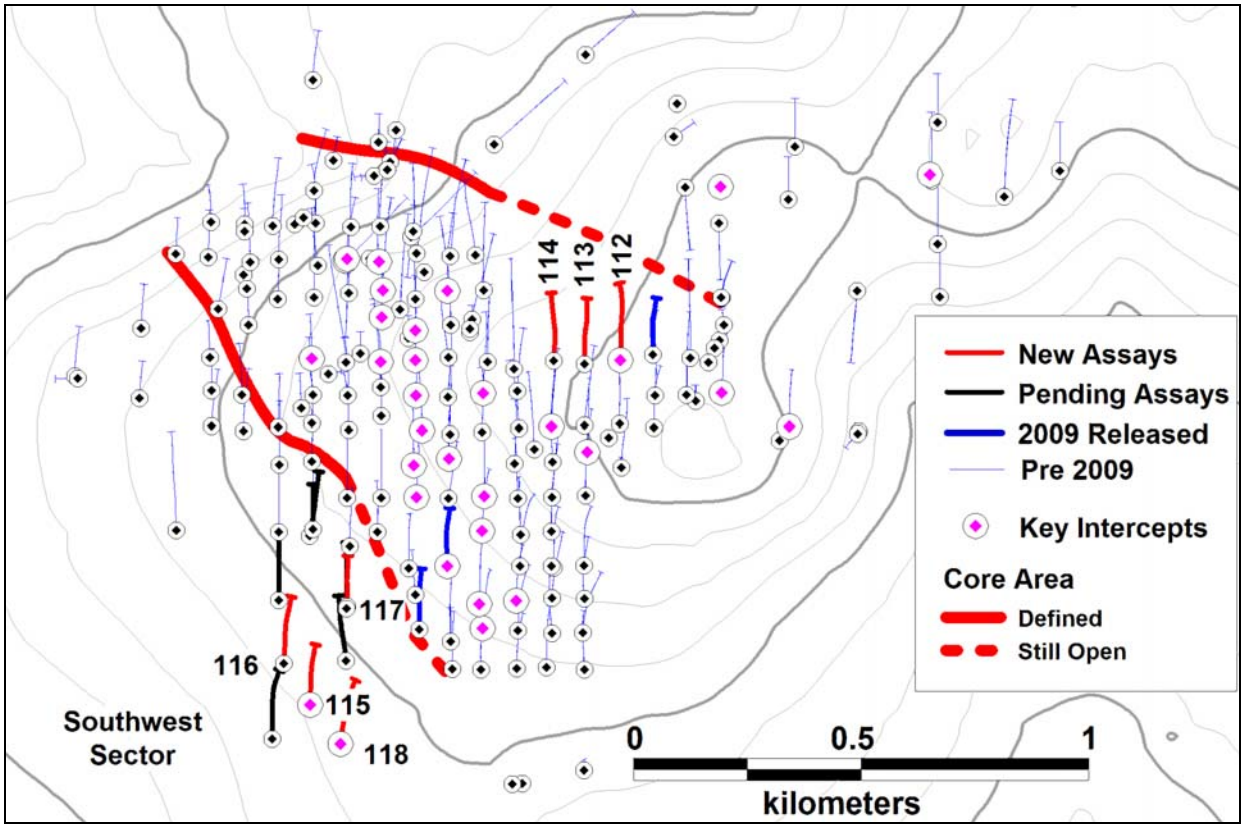 114
113
112
New Assays
Pending Assays
2009 Released
Pre 2009
Key Intercepts
Core Area
Defined
Still Open
117
116
115
118
Southwest
Sector
0 0.5 1
kilometers